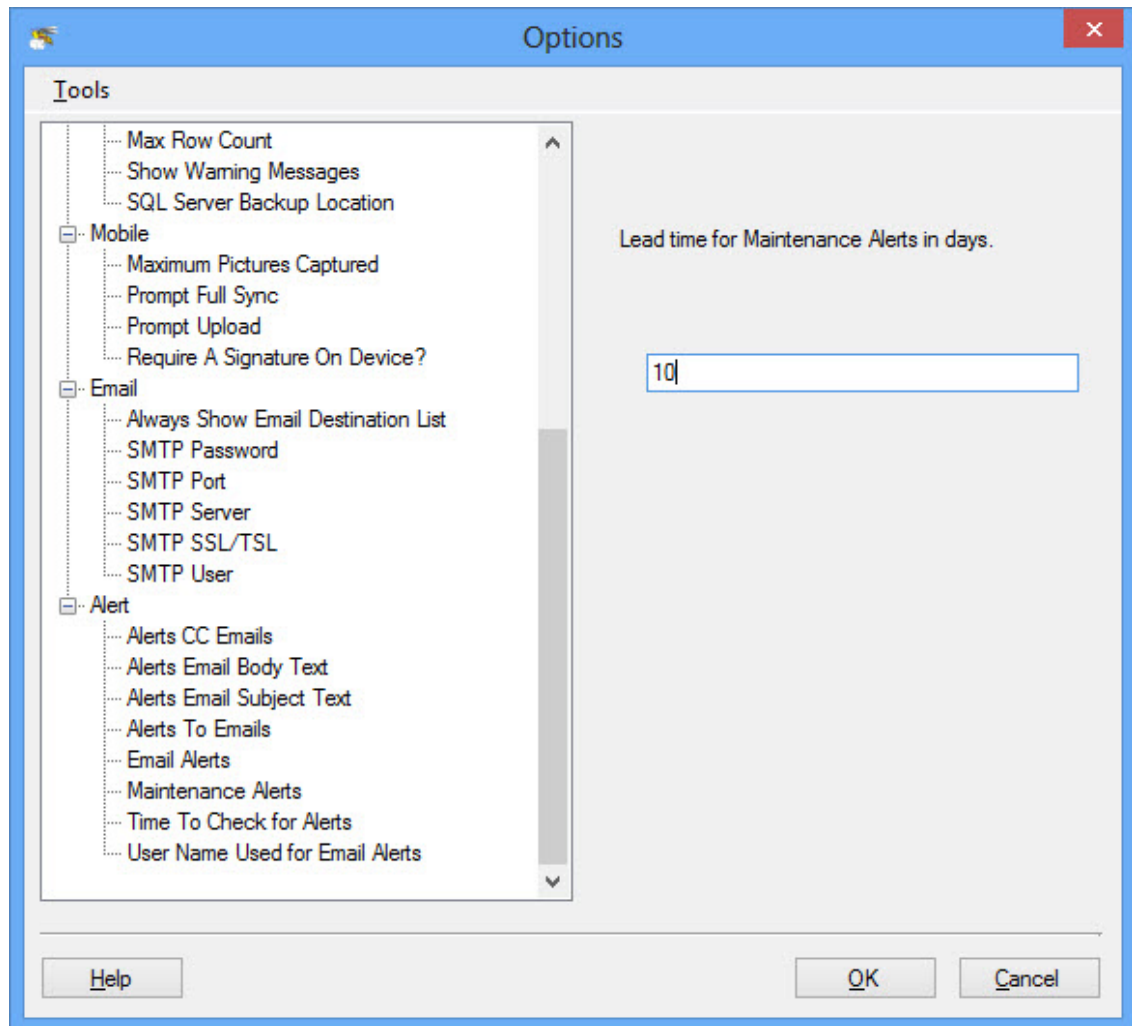 Options
Tools
Max Row Count
Show Warning Messages
SQL Server Backup Location
Mobile
Maximum Pictures Captured
Prompt Full Sync
Prompt Upload
Require A Signature On Device?
Email
Always Show Email Destination List
SMTP Password
SMTP Port
SMTP Server
SMTP SSL/TSL
SMTP User
Alert
Alerts CC Emails
Alerts Email Body Text
Alerts Email Subject Text
Alerts To Emails
Email Alerts
Maintenance Alerts
Time To Check for Alerts
User Name Used for Email Alerts
Lead time for Maintenance Alerts in days.
10
Help
OK
Cancel